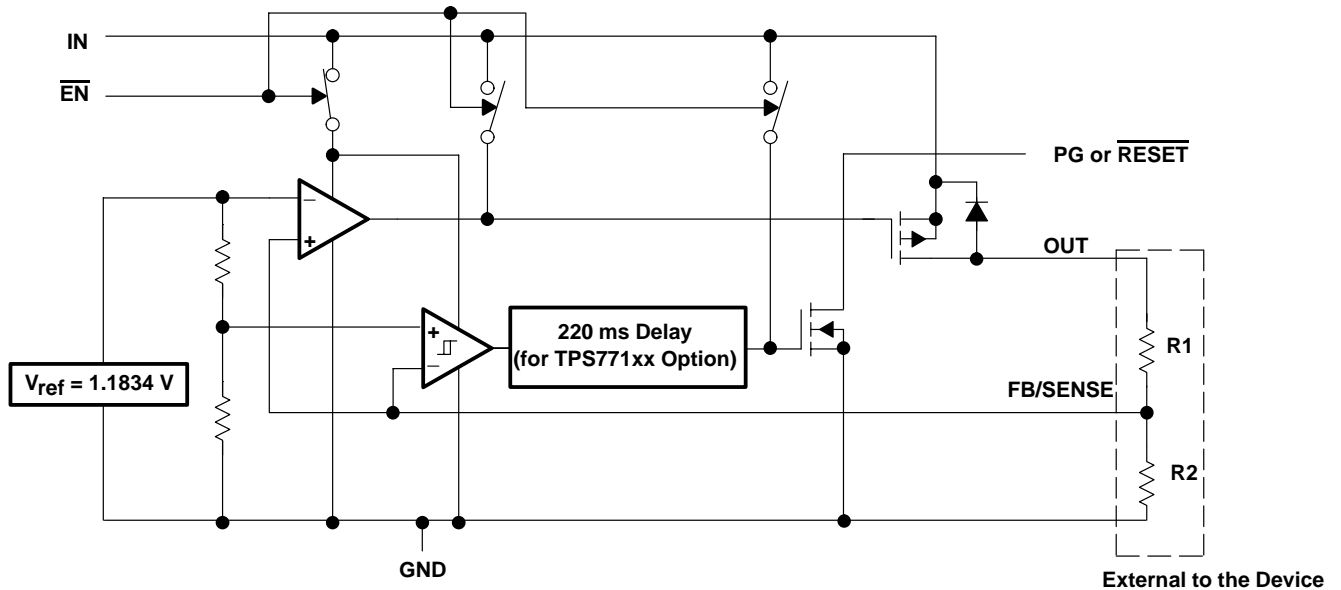 IN
EN
PG or RESET
−
+
OUT
+
−
220 ms Delay
(for TPS771xx Option)
R1
Vref = 1.1834 V
FB/SENSE
R2
GND
External to the Device